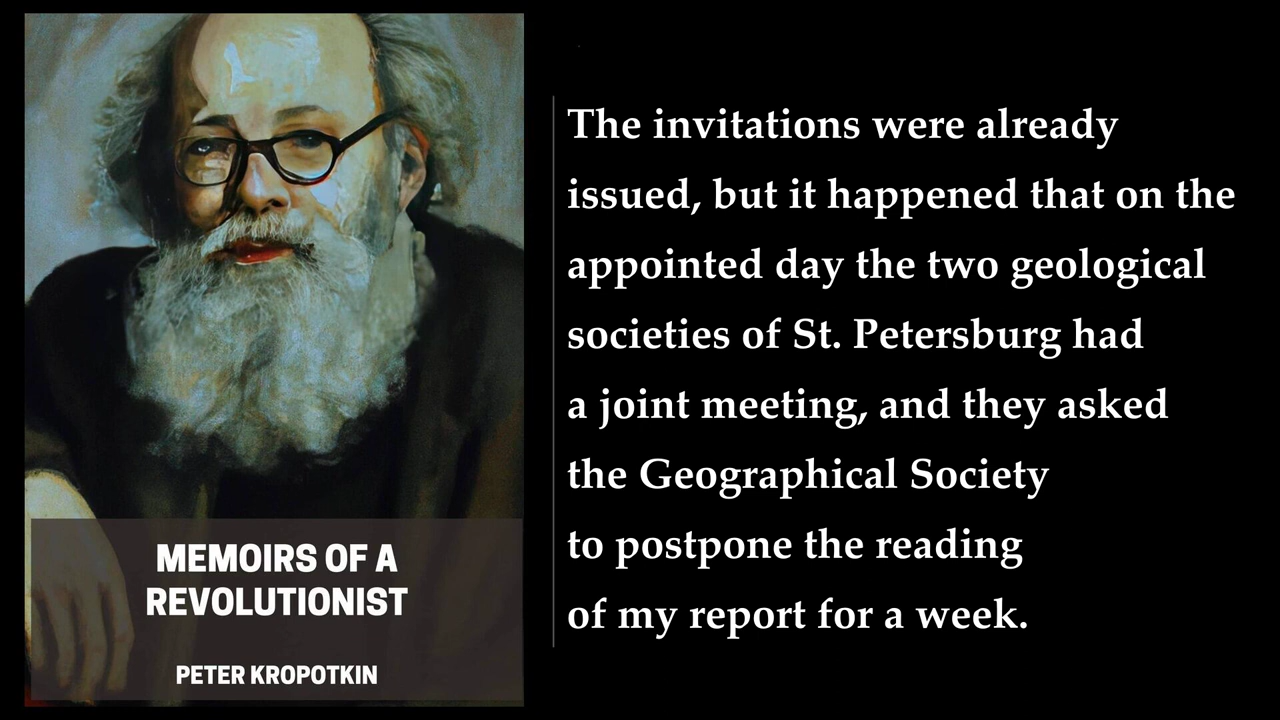 MEMOIRS OF A
REVOLUTIONIST
PETER KROPOTKIN
The invitations were already
issued, but it happened that on the
appointed day the two geological
societies of St. Petersburg had
a joint meeting, and they asked
the Geographical Society
to postpone the reading
of my report for a week.